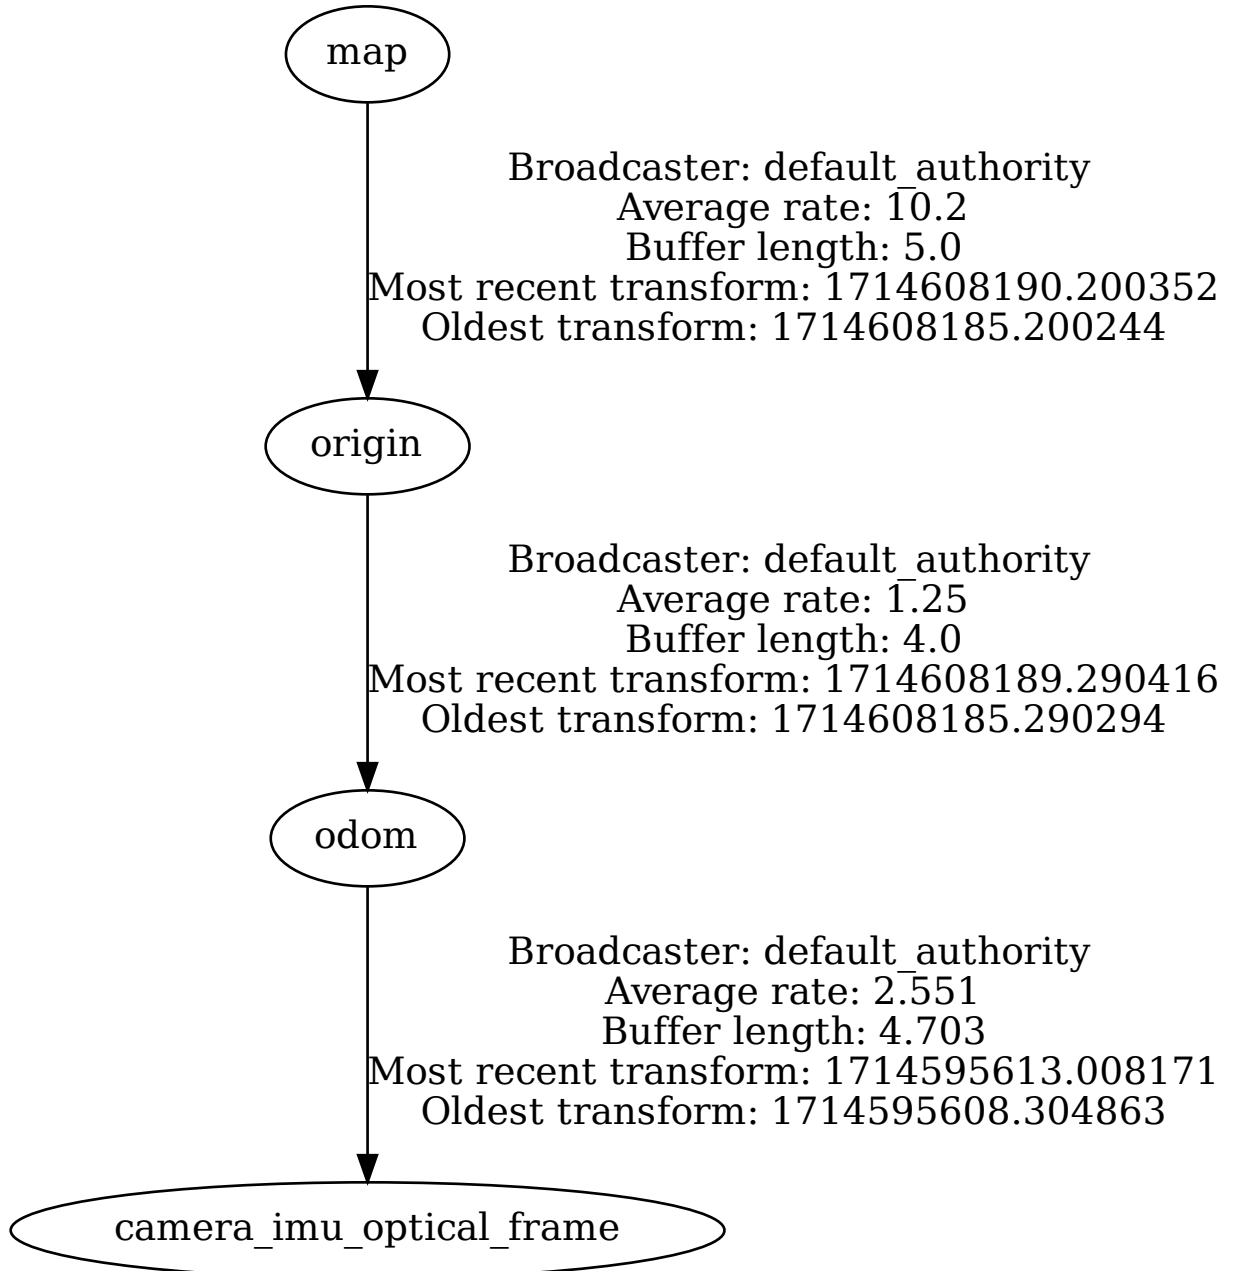 map
Broadcaster: default_authority
Average rate: 10.2
Buffer length: 5.0
Most recent transform: 1714608190.200352
Oldest transform: 1714608185.200244
origin
Broadcaster: default_authority
Average rate: 1.25
Buffer length: 4.0
Most recent transform: 1714608189.290416
Oldest transform: 1714608185.290294
odom
Broadcaster: default_authority
Average rate: 2.551
Buffer length: 4.703
Most recent transform: 1714595613.008171
Oldest transform: 1714595608.304863
camera_imu_optical_frame